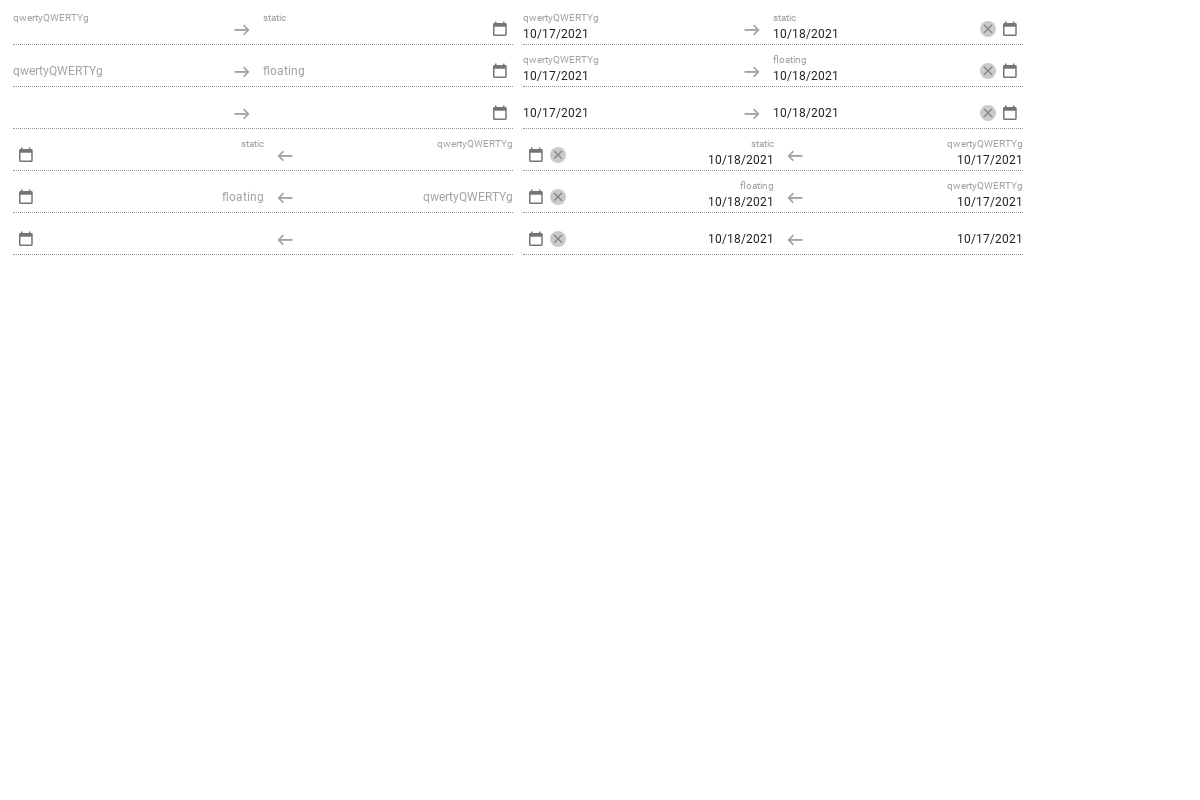 qwertyQWERTYg static qwertyQWERTYg static
10/17/2021 10/18/2021
qwertyQWERTYg floating qwertyQWERTYg floating
10/17/2021 10/18/2021
10/17/2021 10/18/2021
static qwertyQWERTYg static qwertyQWERTYg
10/18/2021 10/17/2021
floating qwertyQWERTYg floating qwertyQWERTYg
10/18/2021 10/17/2021
10/18/2021 10/17/2021